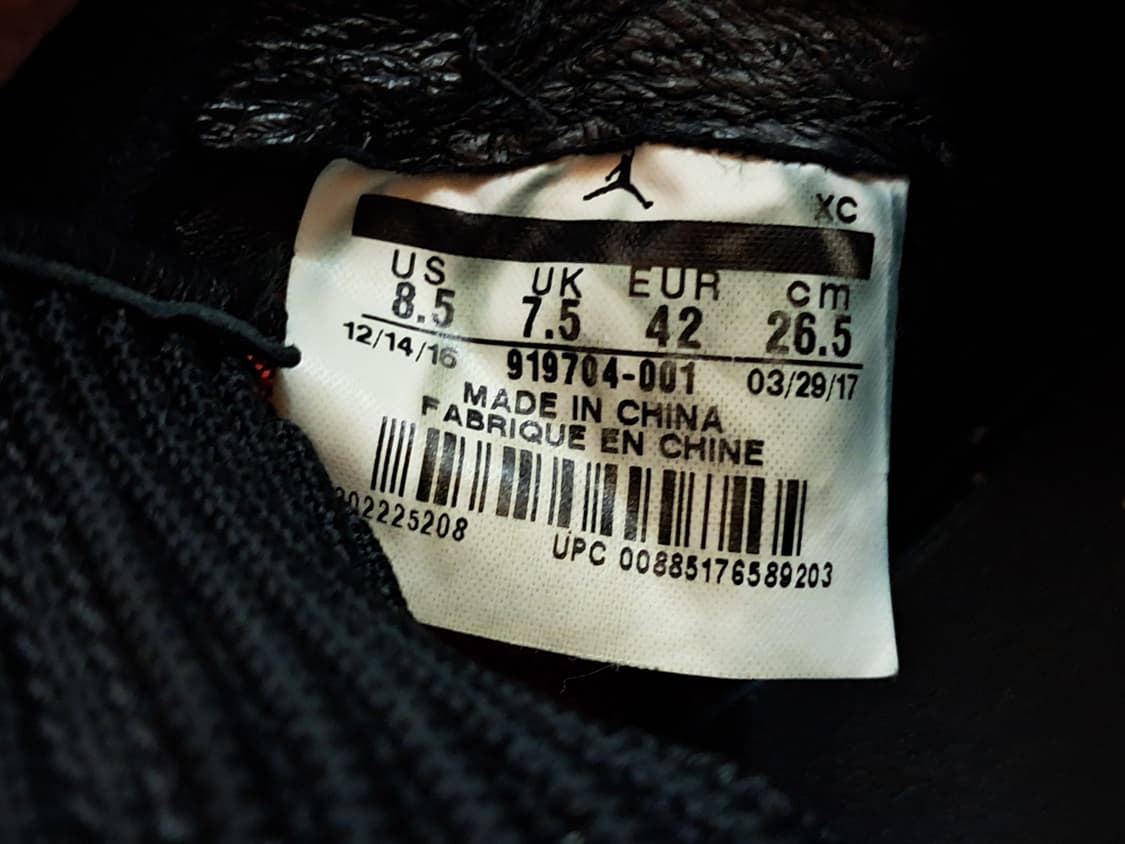 XC
US UK EUR cm
8.5 7.5 42 26.5
12/14/16 919704-001 03/29/17
MADE IN CHINA
FABRIQUE EN CHINE
02225208
UPC 00885176589203